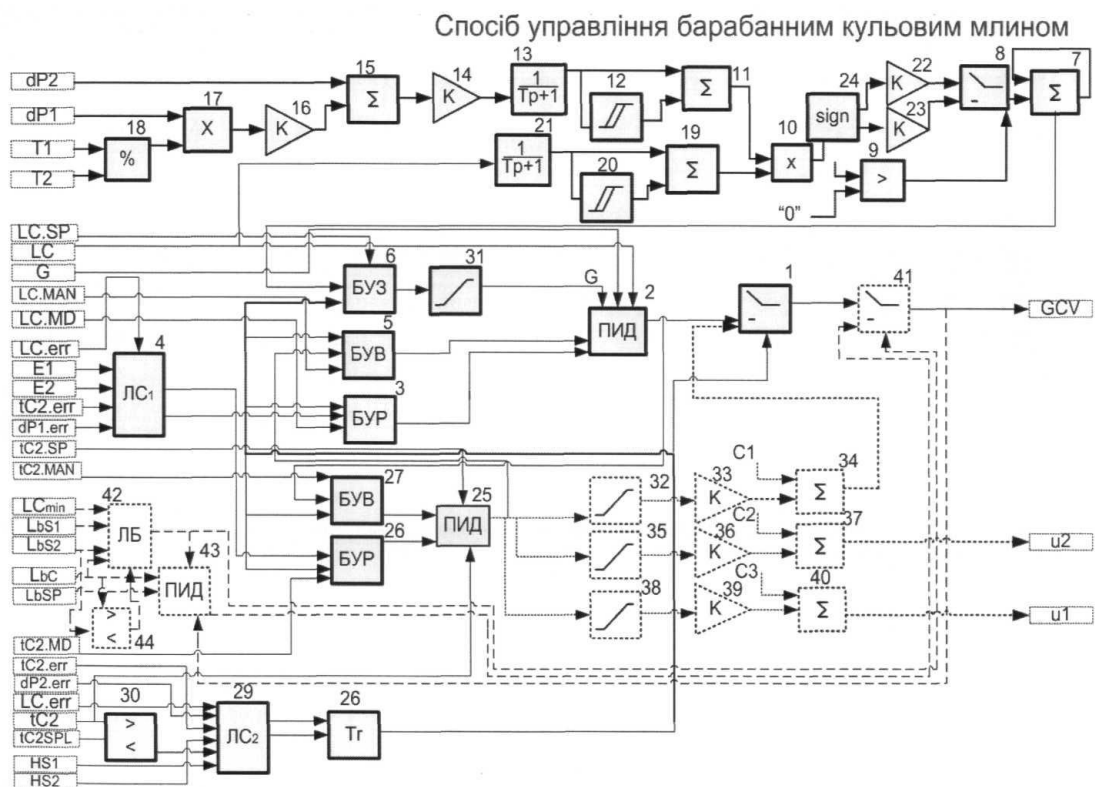 Спосіб управління барабанним кульовим млином
dP2
dP1
T1
T2
18
%
17
X
16
K
15
Σ
14
K
13
1
Tp+1
12
11
Σ
21
1
Tp+1
20
19
Σ
10
x
24
sign
22
K
23
K
8
-
7
Σ
9
>
“0”
LC.SP
LC
G
LC.MAN
LC.MD
LC.err
E1
E2
tC2.err
dP1.err
tC2.SP
tC2.MAN
4
ЛС1
6
БУЗ
31
G
5
БУВ
3
БУР
2
ПИД
1
-
41
-
GCV
27
БУВ
26
БУР
25
ПИД
32
33
K
C1
34
Σ
35
36
K
C2
37
Σ
u2
38
39
K
C3
40
Σ
u1
LCmin
LbS1
LbS2
LbC
LbSP
42
ЛБ
43
ПИД
>
<
44
tC2.MD
tC2.err
dP2.err
LC.err
tC2
tC2SPL
HS1
HS2
30
>
<
29
ЛС2
26
Тг